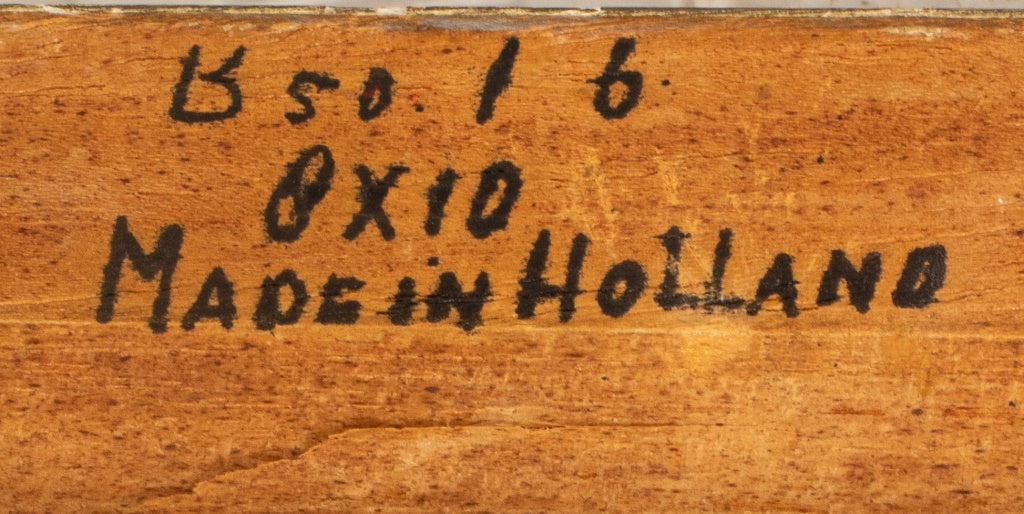 B 50. 1 6.
8X10
MADE IN HOLLAND